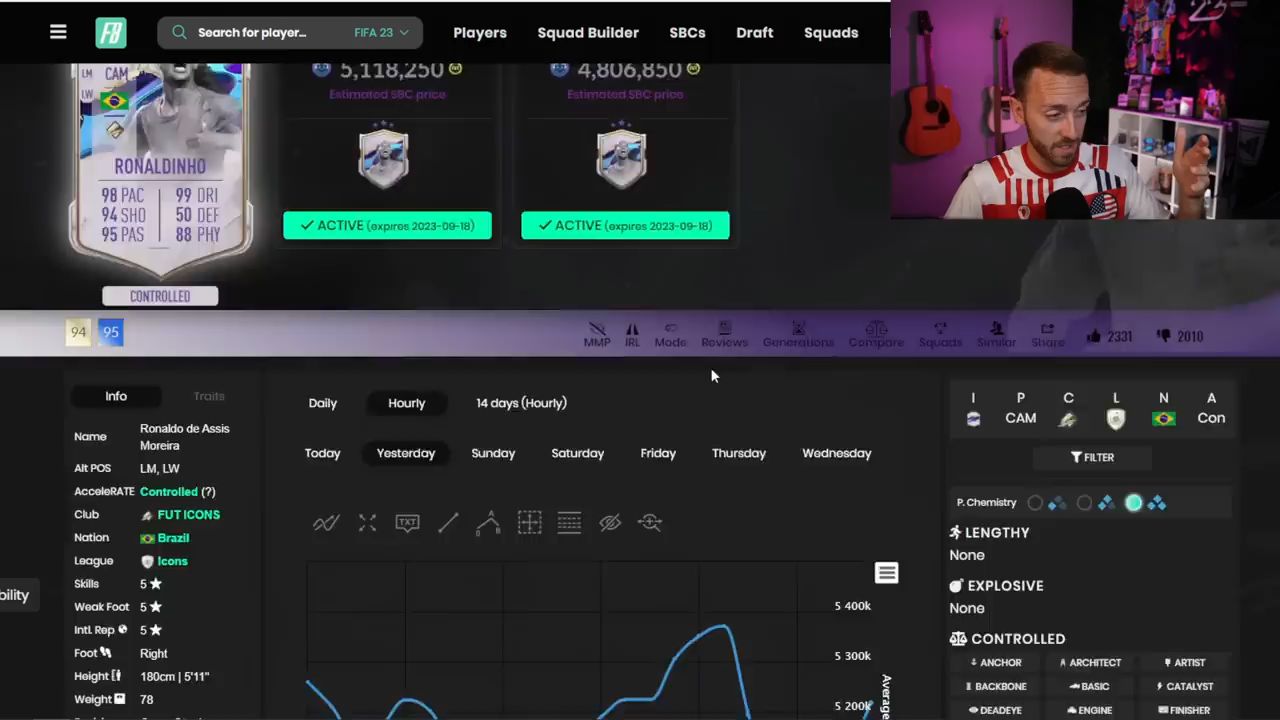 FB
Search for player...
FIFA 23
Players
Squad Builder
SBCs
Draft
Squads
LM
CAM
LW
RONALDINHO
98 PAC
99 DRI
94 SHO
50 DEF
95 PAS
88 PHY
CONTROLLED
5,118,250
Estimated SBC price
ACTIVE (expires 2023-09-18)
4,806,850
Estimated SBC price
ACTIVE (expires 2023-09-18)
94
95
MMP
IRL
Mode
Reviews
Generations
Compare
Squads
Similar
Share
2331
2010
Info
Traits
Name
Ronaldo de Assis
Moreira
Alt POS
LM, LW
AcceleRATE
Controlled (?)
Club
FUT ICONS
Nation
Brazil
League
Icons
Skills
5
Weak Foot
5
Intl. Rep
5
Foot
Right
Height
180cm | 5'11"
Weight
78
bility
Daily
Hourly
14 days (Hourly)
Today
Yesterday
Sunday
Saturday
Friday
Thursday
Wednesday
TXT
5 400k
5 300k
5 200k
Average
I
P
C
L
N
A
CAM
Con
FILTER
P. Chemistry
LENGTHY
None
EXPLOSIVE
None
CONTROLLED
ANCHOR
ARCHITECT
ARTIST
BACKBONE
BASIC
CATALYST
DEADEYE
ENGINE
FINISHER